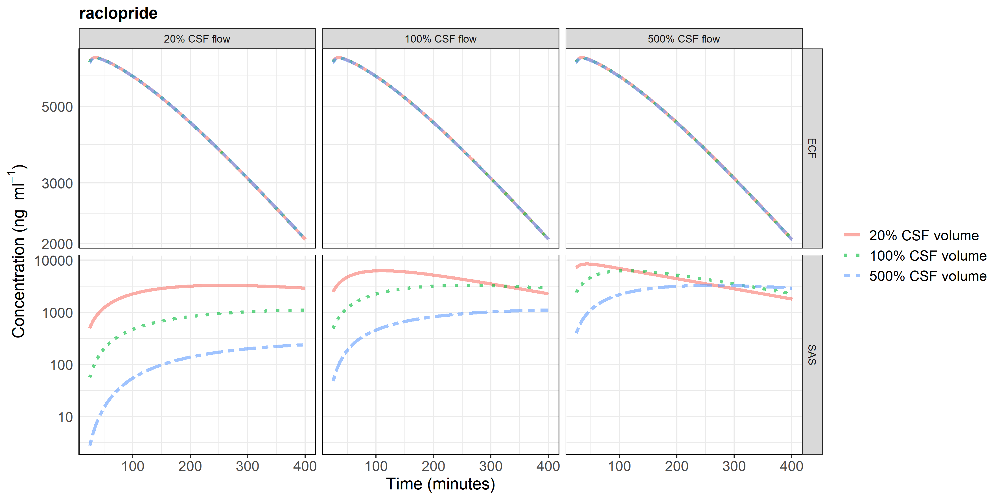 raclopride
20% CSF flow
100% CSF flow
500% CSF flow
5000
3000
2000
ECF
10000
1000
100
10
SAS
100 200 300 400
100 200 300 400
100 200 300 400
Time (minutes)
Concentration (ng ml⁻¹)
20% CSF volume
100% CSF volume
500% CSF volume